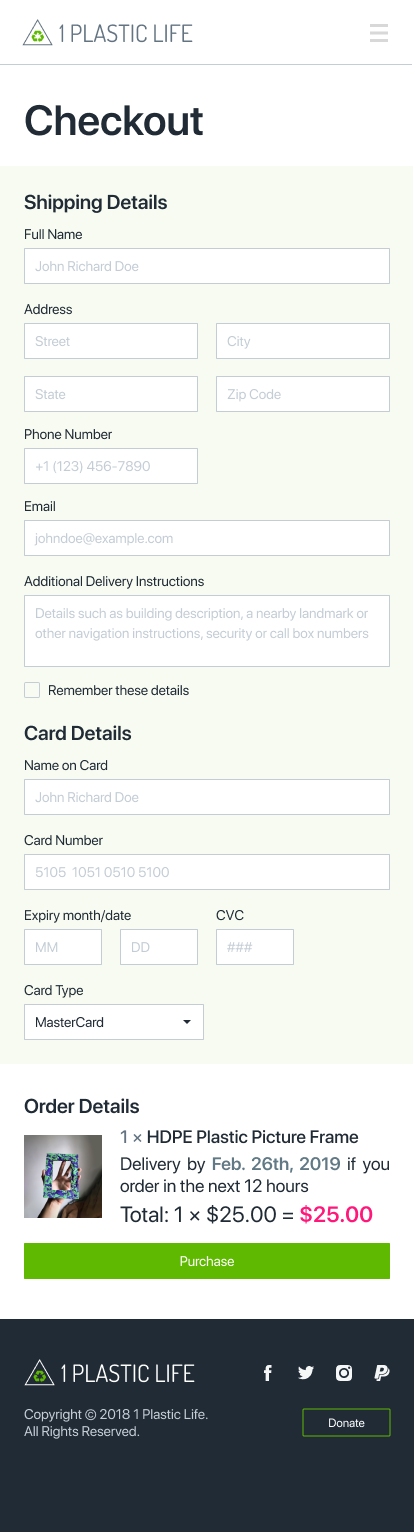 1 PLASTIC LIFE
Checkout
Shipping Details
Full Name
John Richard Doe
Address
Street
City
State
Zip Code
Phone Number
+1 (123) 456-7890
Email
johndoe@example.com
Additional Delivery Instructions
Details such as building description, a nearby landmark or
other navigation instructions, security or call box numbers
Remember these details
Card Details
Name on Card
John Richard Doe
Card Number
5105 1051 0510 5100
Expiry month/date
CVC
MM
DD
###
Card Type
MasterCard
Order Details
1 × HDPE Plastic Picture Frame
Delivery by Feb. 26th, 2019 if you
order in the next 12 hours
Total: 1 × $25.00 = $25.00
Purchase
1 PLASTIC LIFE
Copyright © 2018 1 Plastic Life.
All Rights Reserved.
Donate